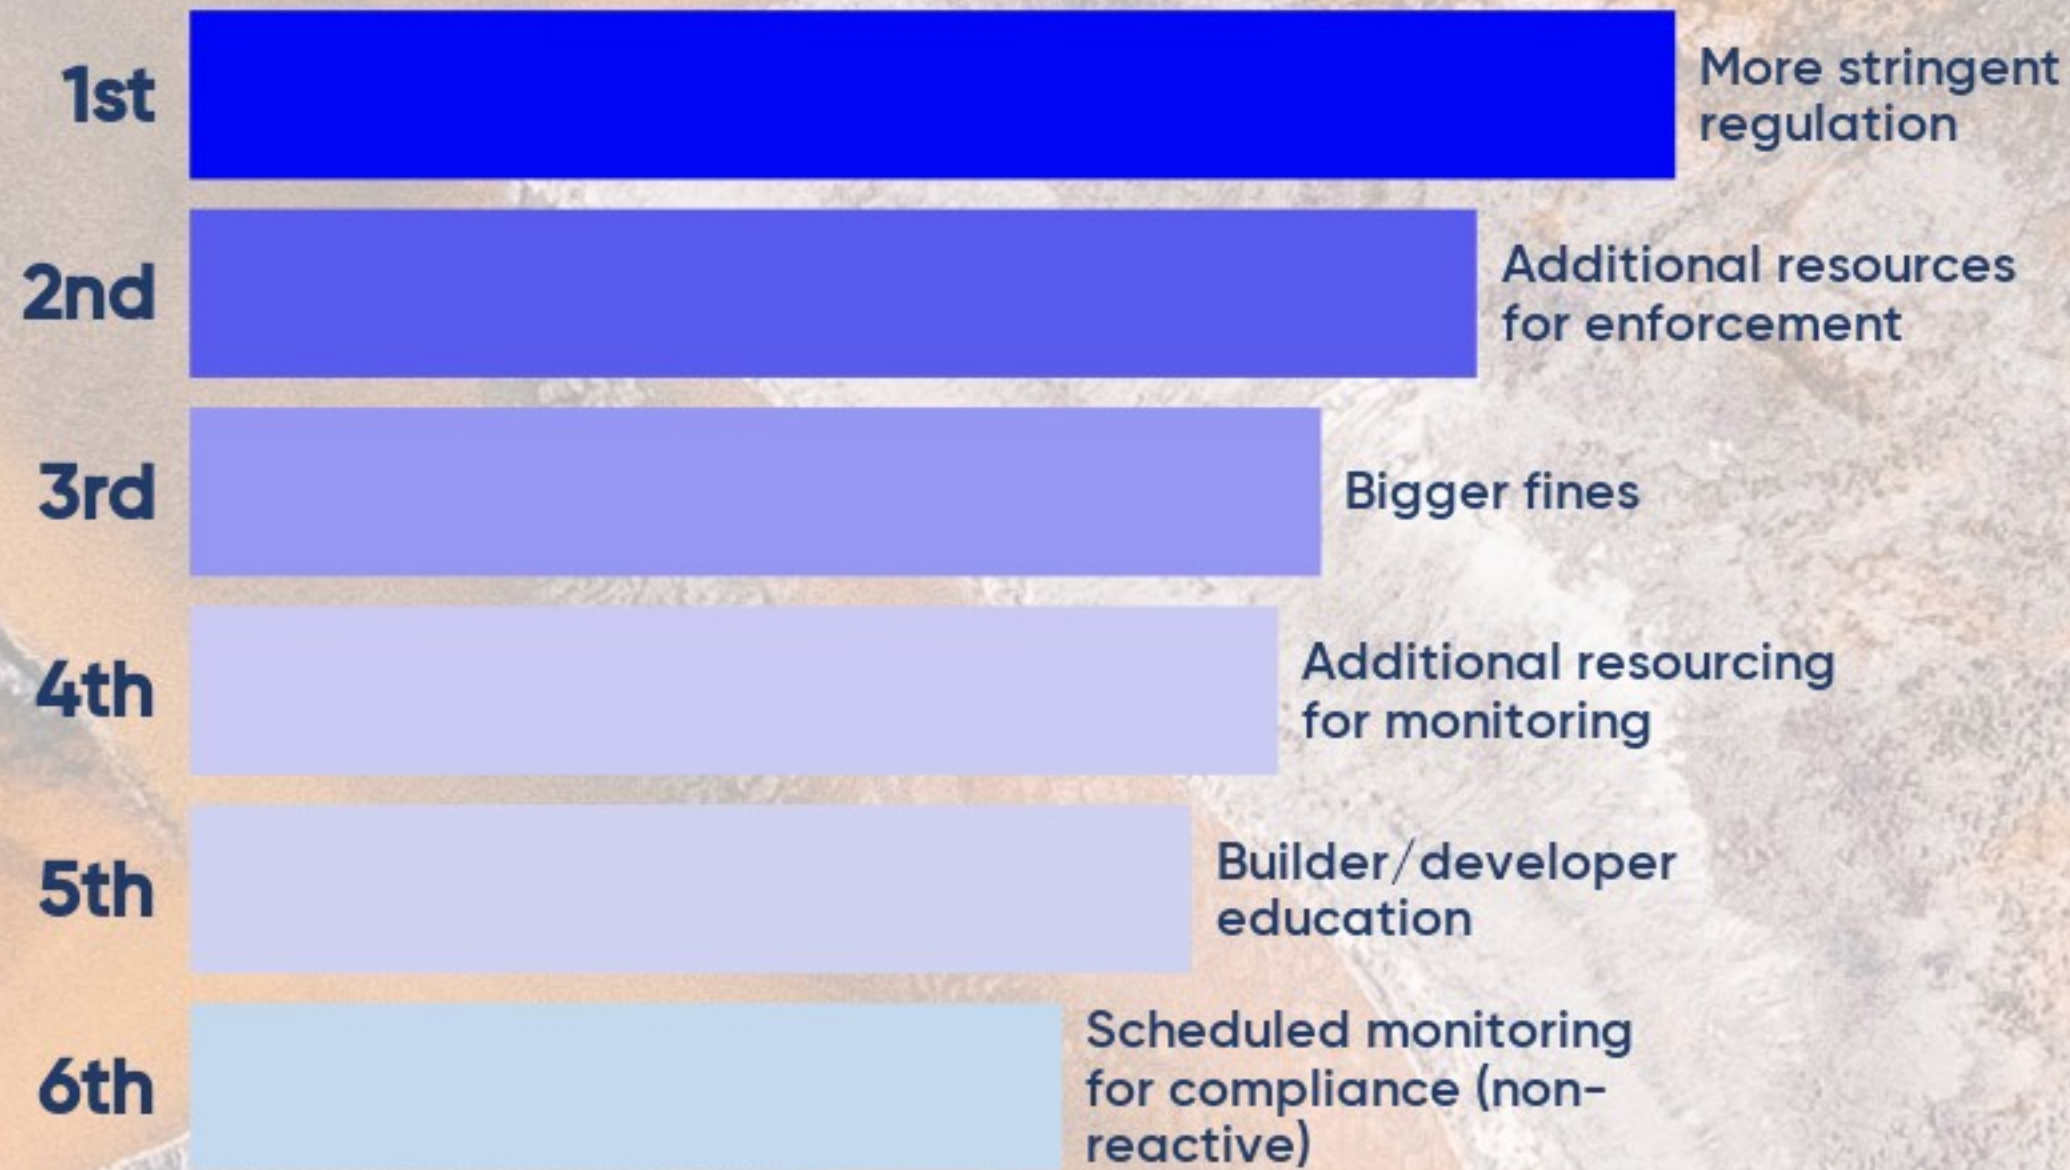 1st
More stringent
regulation
2nd
Additional resources
for enforcement
3rd
Bigger fines
4th
Additional resourcing
for monitoring
5th
Builder/developer
education
6th
Scheduled monitoring
for compliance (non-
reactive)